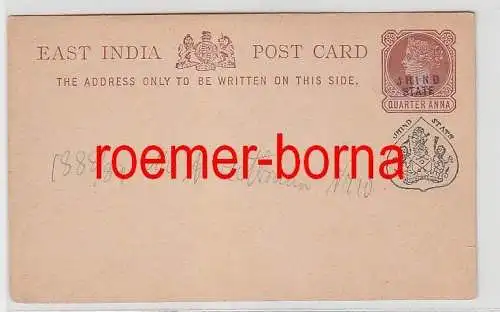 EAST INDIA POST CARD
THE ADDRESS ONLY TO BE WRITTEN ON THIS SIDE.
JHIND
STATE
QUARTER ANNA
JHIND STATE
roemer-borna